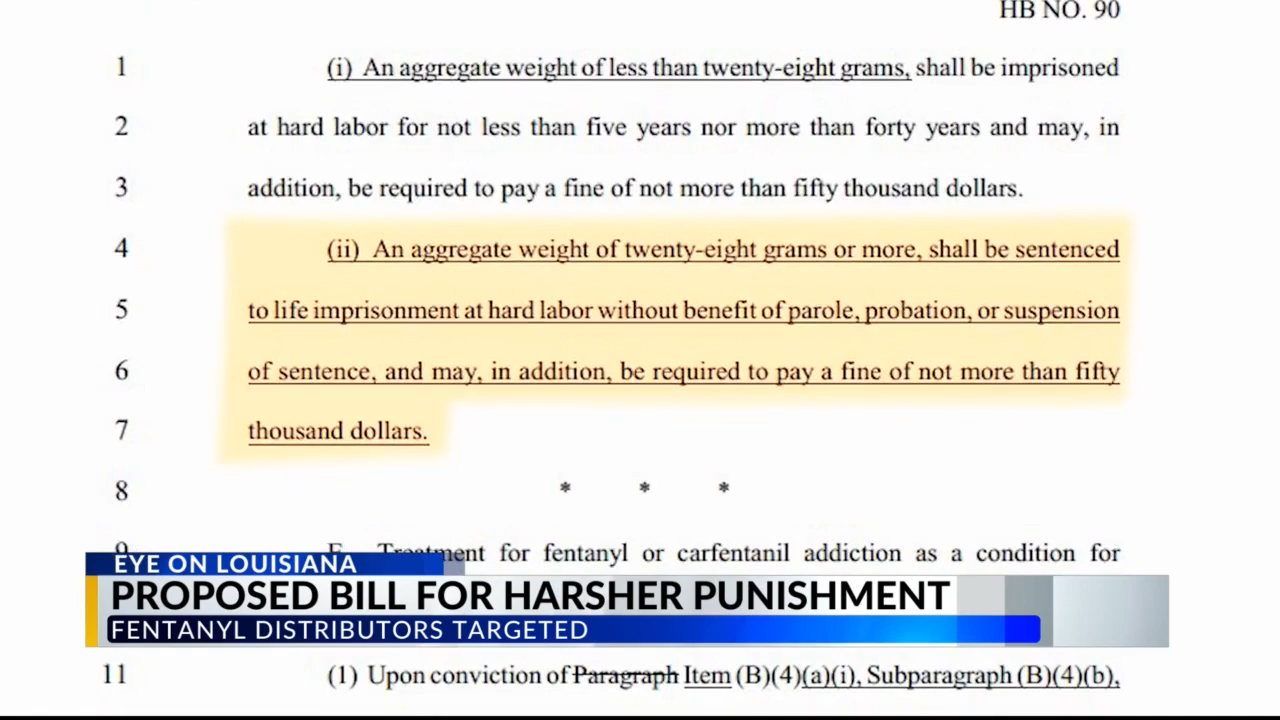 HB NO. 90
1 (i) An aggregate weight of less than twenty-eight grams, shall be imprisoned
2 at hard labor for not less than five years nor more than forty years and may, in
3 addition, be required to pay a fine of not more than fifty thousand dollars.
4 (ii) An aggregate weight of twenty-eight grams or more, shall be sentenced
5 to life imprisonment at hard labor without benefit of parole, probation, or suspension
6 of sentence, and may, in addition, be required to pay a fine of not more than fifty
7 thousand dollars.
8 * * *
9 E. Treatment for fentanyl or carfentanil addiction as a condition for
EYE ON LOUISIANA
PROPOSED BILL FOR HARSHER PUNISHMENT
FENTANYL DISTRIBUTORS TARGETED
11 (1) Upon conviction of Paragraph Item (B)(4)(a)(i), Subparagraph (B)(4)(b),